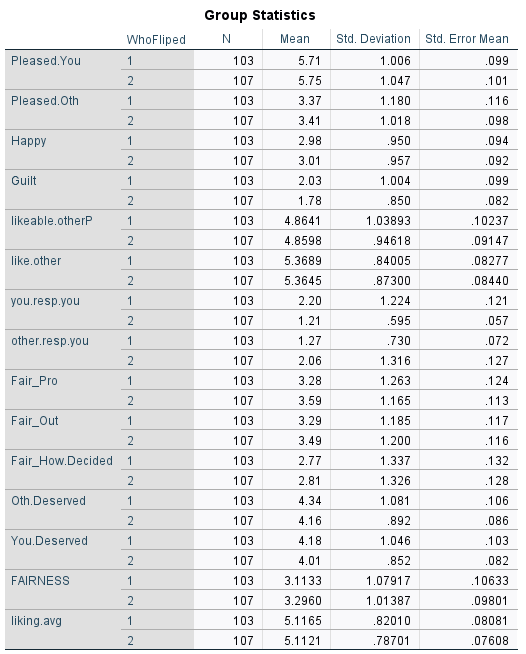 Group Statistics
WhoFliped N Mean Std. Deviation Std. Error Mean
Pleased.You 1 103 5.71 1.006 .099
2 107 5.75 1.047 .101
Pleased.Oth 1 103 3.37 1.180 .116
2 107 3.41 1.018 .098
Happy 1 103 2.98 .950 .094
2 107 3.01 .957 .092
Guilt 1 103 2.03 1.004 .099
2 107 1.78 .850 .082
likeable.otherP 1 103 4.8641 1.03893 .10237
2 107 4.8598 .94618 .09147
like.other 1 103 5.3689 .84005 .08277
2 107 5.3645 .87300 .08440
you.resp.you 1 103 2.20 1.224 .121
2 107 1.21 .595 .057
other.resp.you 1 103 1.27 .730 .072
2 107 2.06 1.316 .127
Fair_Pro 1 103 3.28 1.263 .124
2 107 3.59 1.165 .113
Fair_Out 1 103 3.29 1.185 .117
2 107 3.49 1.200 .116
Fair_How.Decided 1 103 2.77 1.337 .132
2 107 2.81 1.326 .128
Oth.Deserved 1 103 4.34 1.081 .106
2 107 4.16 .892 .086
You.Deserved 1 103 4.18 1.046 .103
2 107 4.01 .852 .082
FAIRNESS 1 103 3.1133 1.07917 .10633
2 107 3.2960 1.01387 .09801
liking.avg 1 103 5.1165 .82010 .08081
2 107 5.1121 .78701 .07608